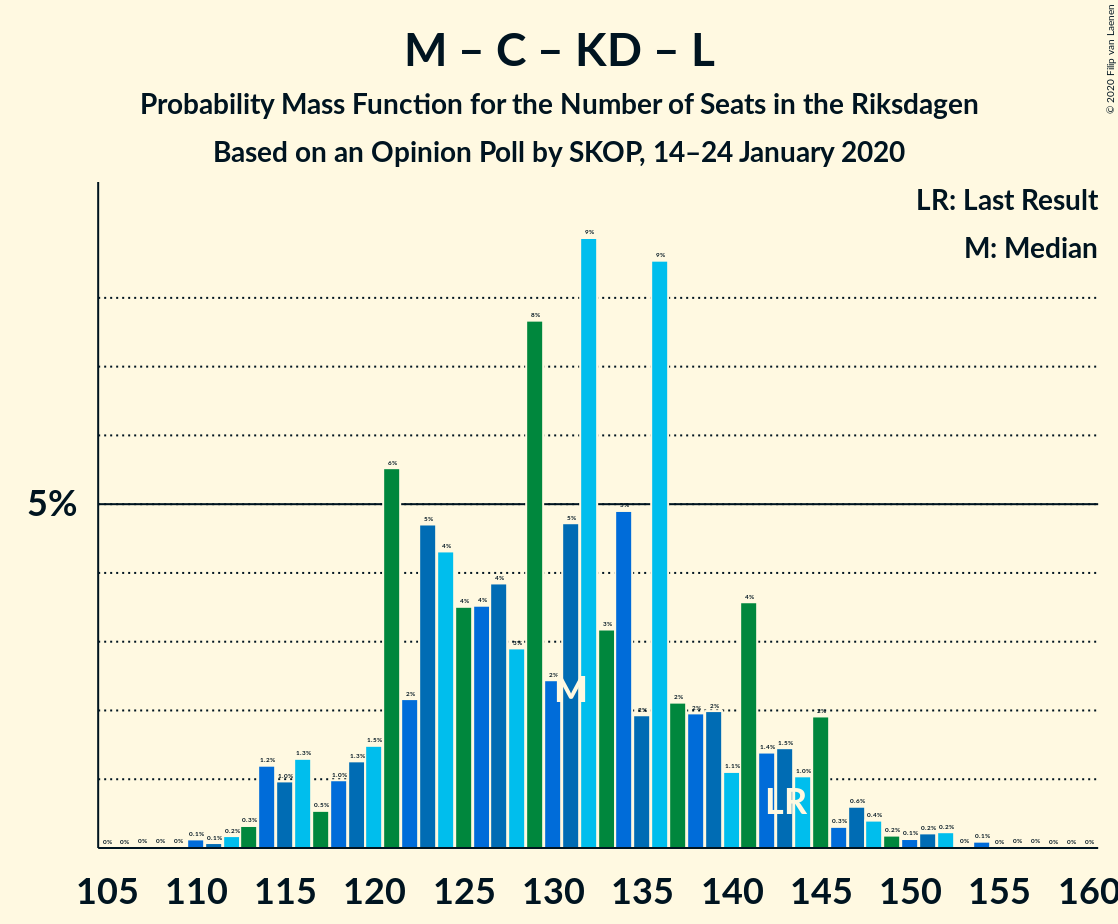 M – C – KD – L
Probability Mass Function for the Number of Seats in the Riksdagen
Based on an Opinion Poll by SKOP, 14–24 January 2020
© 2020 Filip van Laenen
LR: Last Result
M: Median
5%
0% 0% 0% 0% 0% 0.1% 0.1% 0.2% 0.3% 1.2% 1.0% 1.3% 0.5% 1.0% 1.3% 1.5% 6% 2% 5% 4% 4% 4% 4% 3% 8% 2% 5% 9% 3% 5% 2% 9% 2% 2% 2% 1.1% 4% 1.4% 1.5% 1.0% 2% 0.3% 0.6% 0.4% 0.2% 0.1% 0.2% 0.2% 0% 0.1% 0% 0% 0% 0% 0% 0%
M
LR
105 110 115 120 125 130 135 140 145 150 155 160